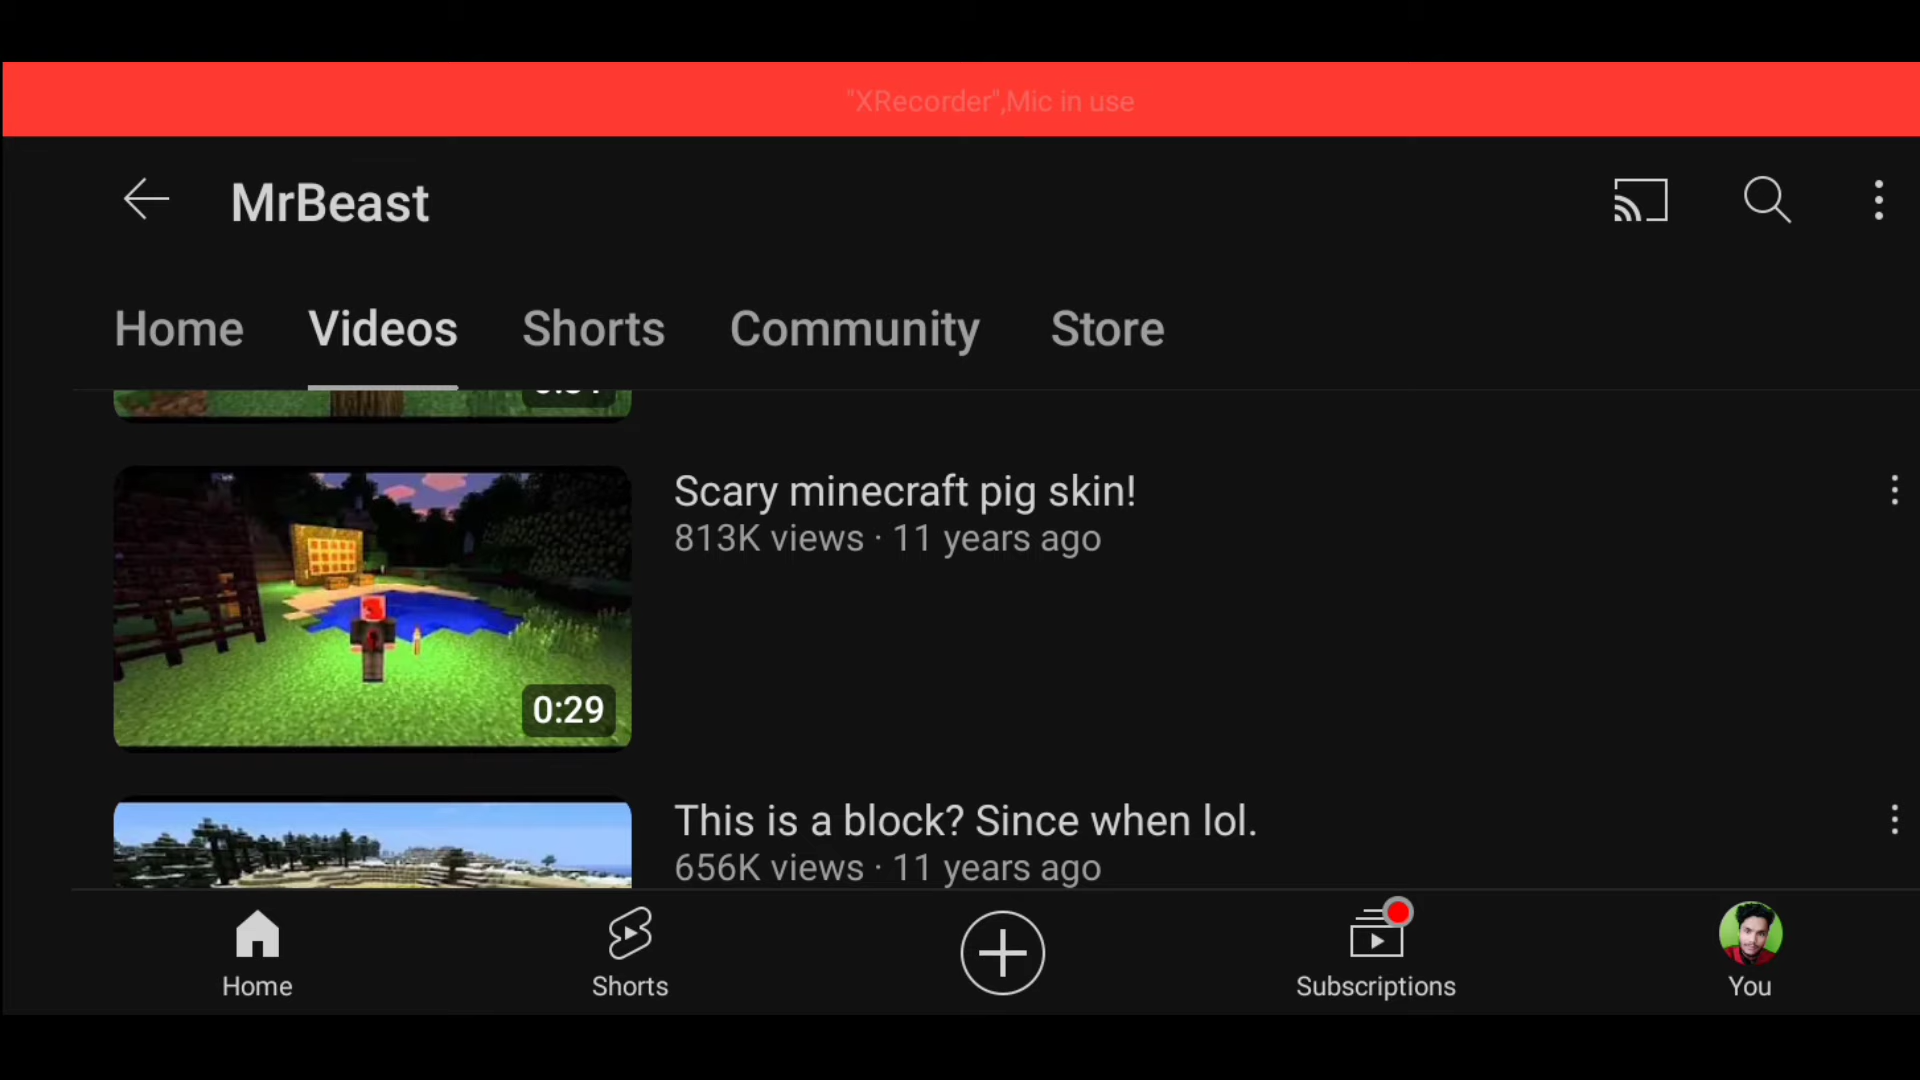 "XRecorder",Mic in use
MrBeast
Home Videos Shorts Community Store
Scary minecraft pig skin!
813K views · 11 years ago
0:29
This is a block? Since when lol.
656K views · 11 years ago
Home Shorts Subscriptions You